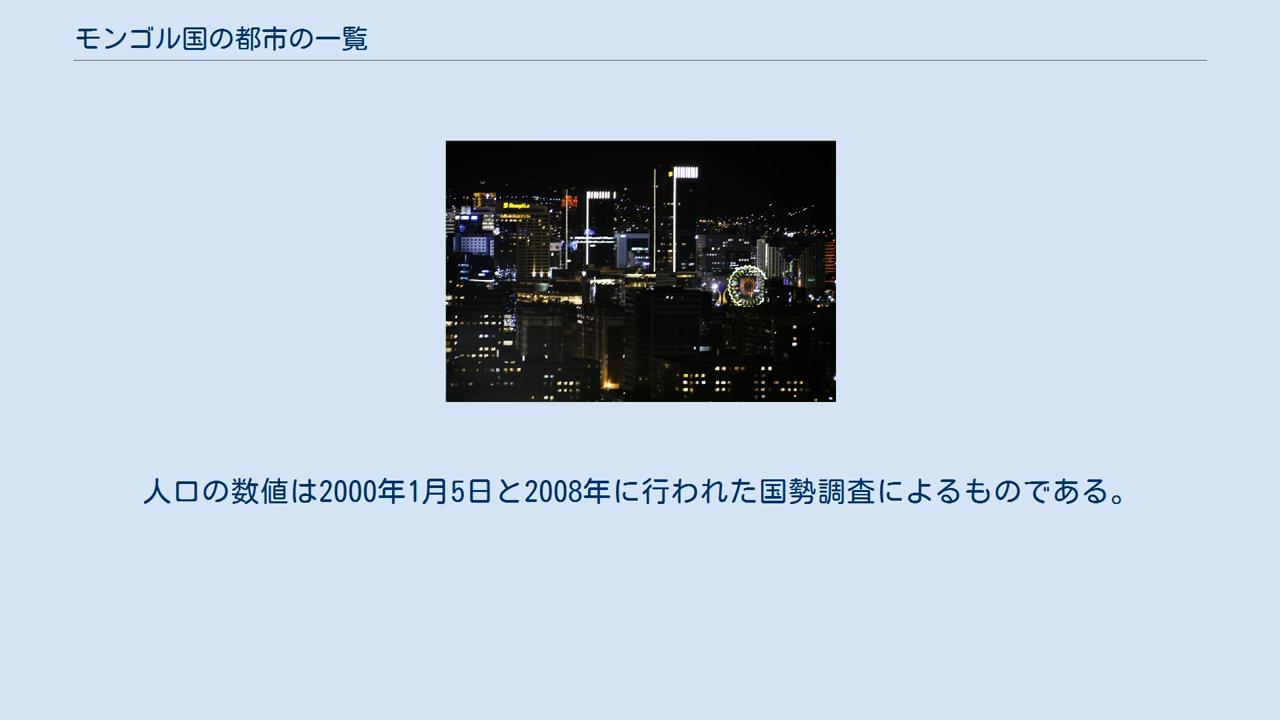 モンゴル国の都市の一覧
人口の数値は2000年1月5日と2008年に行われた国勢調査によるものである。